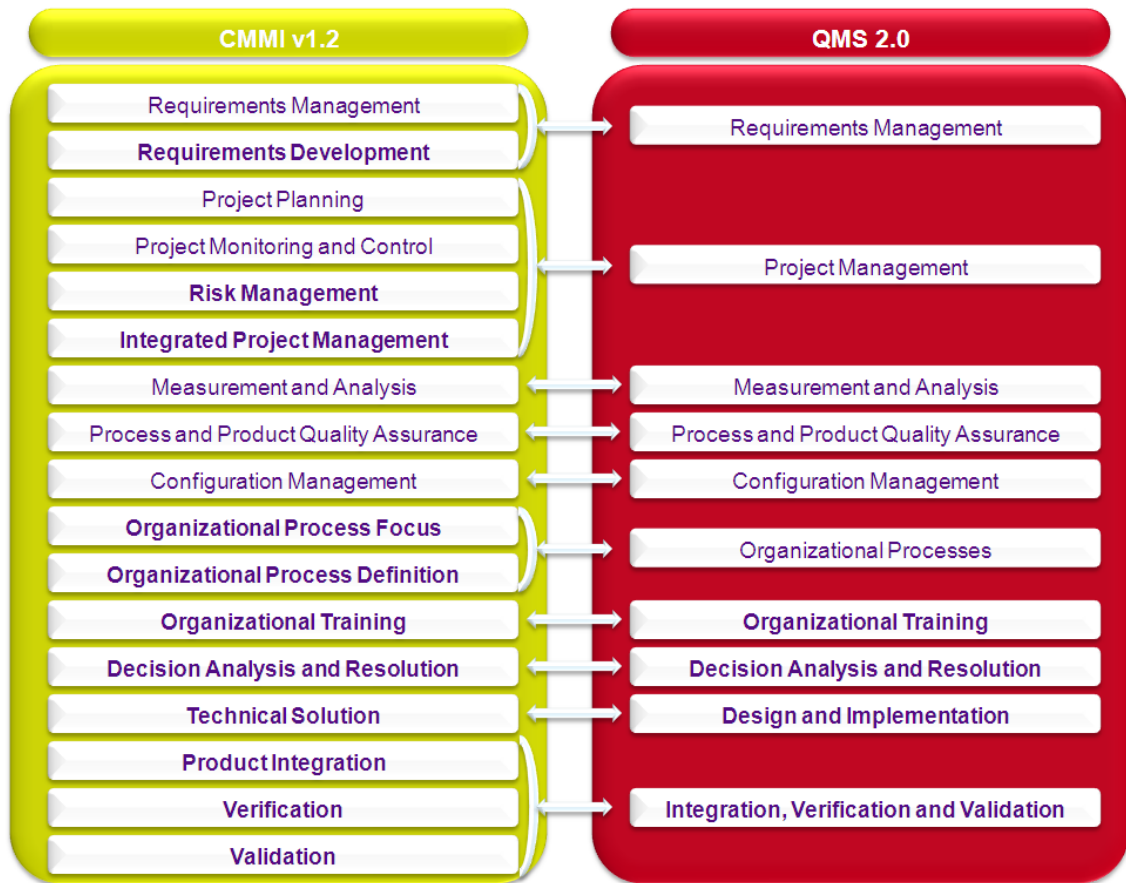 CMMI v1.2
Requirements Management
Requirements Development
Project Planning
Project Monitoring and Control
Risk Management
Integrated Project Management
Measurement and Analysis
Process and Product Quality Assurance
Configuration Management
Organizational Process Focus
Organizational Process Definition
Organizational Training
Decision Analysis and Resolution
Technical Solution
Product Integration
Verification
Validation
QMS 2.0
Requirements Management
Project Management
Measurement and Analysis
Process and Product Quality Assurance
Configuration Management
Organizational Processes
Organizational Training
Decision Analysis and Resolution
Design and Implementation
Integration, Verification and Validation